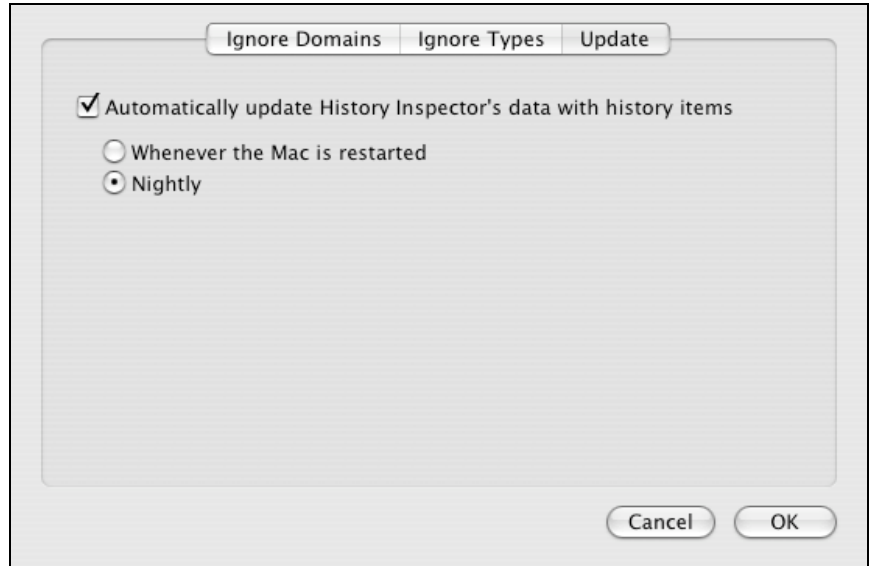 Ignore Domains Ignore Types Update
Automatically update History Inspector's data with history items
Whenever the Mac is restarted
Nightly
Cancel OK